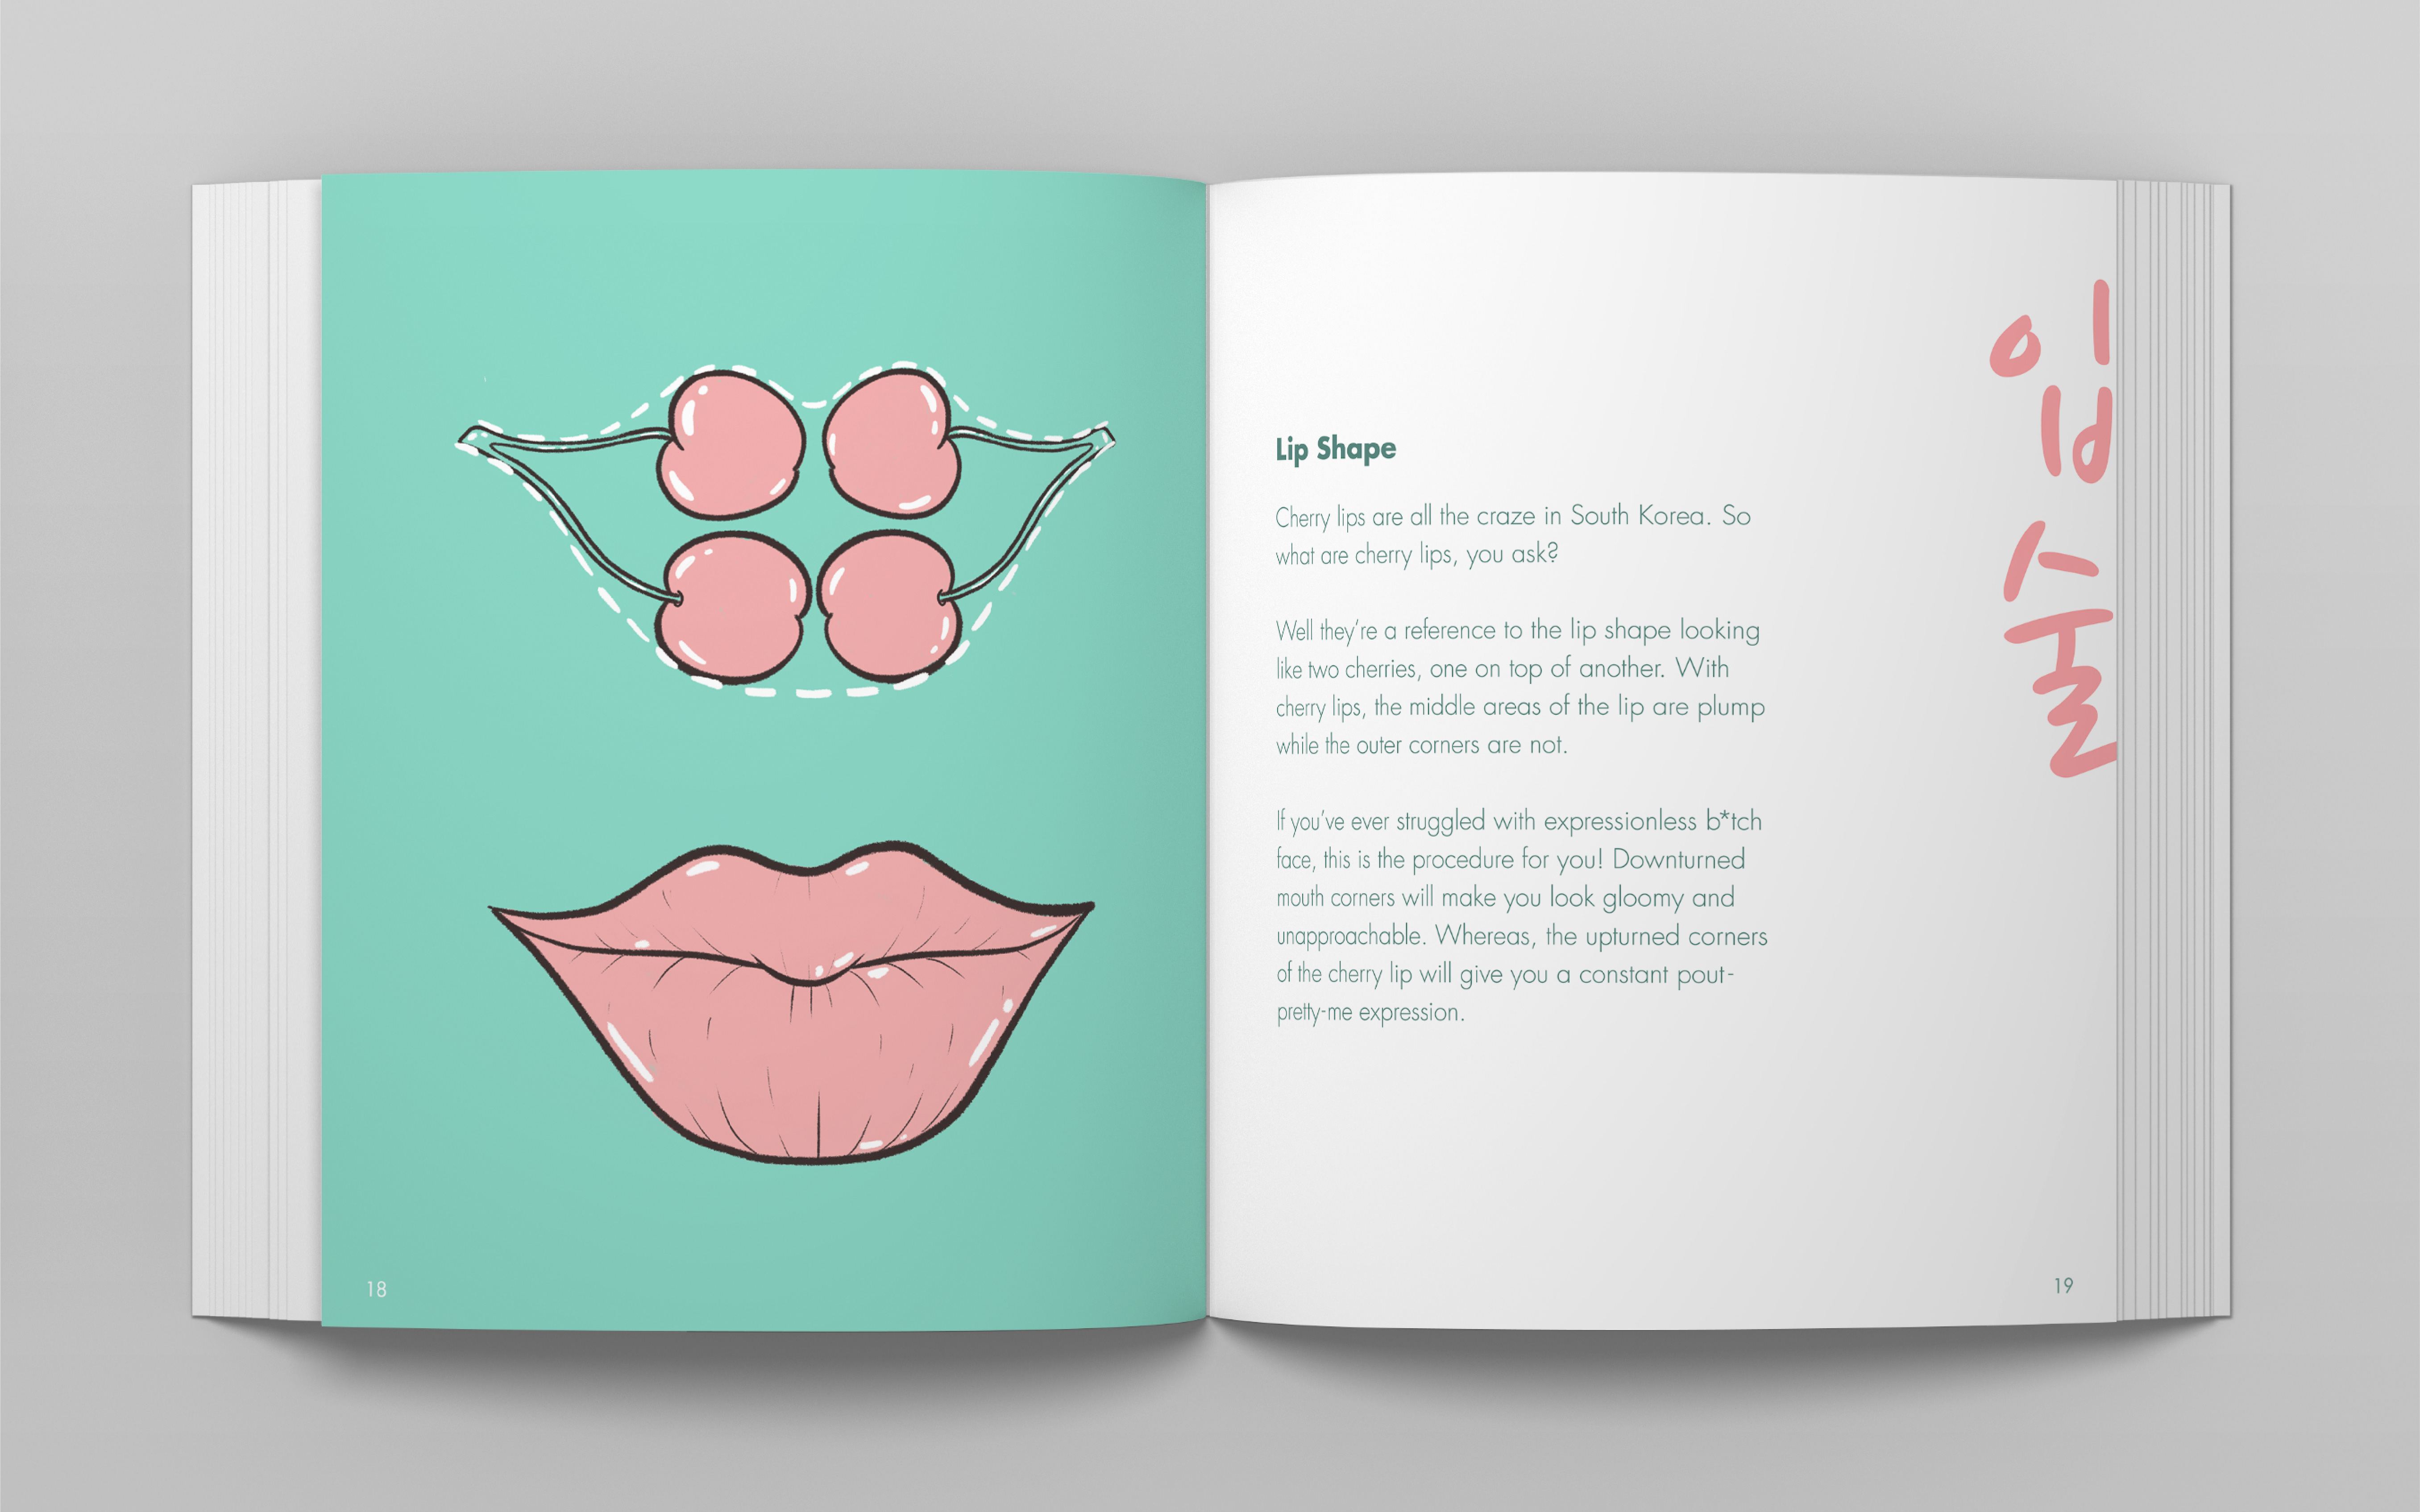 18
Lip Shape
Cherry lips are all the craze in South Korea. So
what are cherry lips, you ask?
Well they're a reference to the lip shape looking
like two cherries, one on top of another. With
cherry lips, the middle areas of the lip are plump
while the outer corners are not.
If you've ever struggled with expressionless b*tch
face, this is the procedure for you! Downturned
mouth corners will make you look gloomy and
unapproachable. Whereas, the upturned corners
of the cherry lip will give you a constant pout-
pretty-me expression.
입
술
19